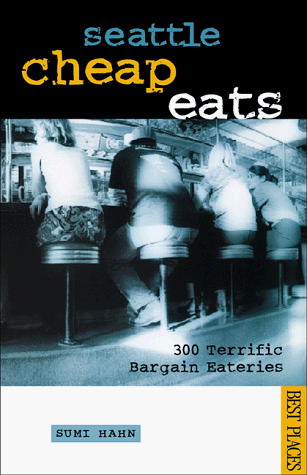 seattle
cheap
eats
300 Terrific
Bargain Eateries
SUMI HAHN
BEST PLACES